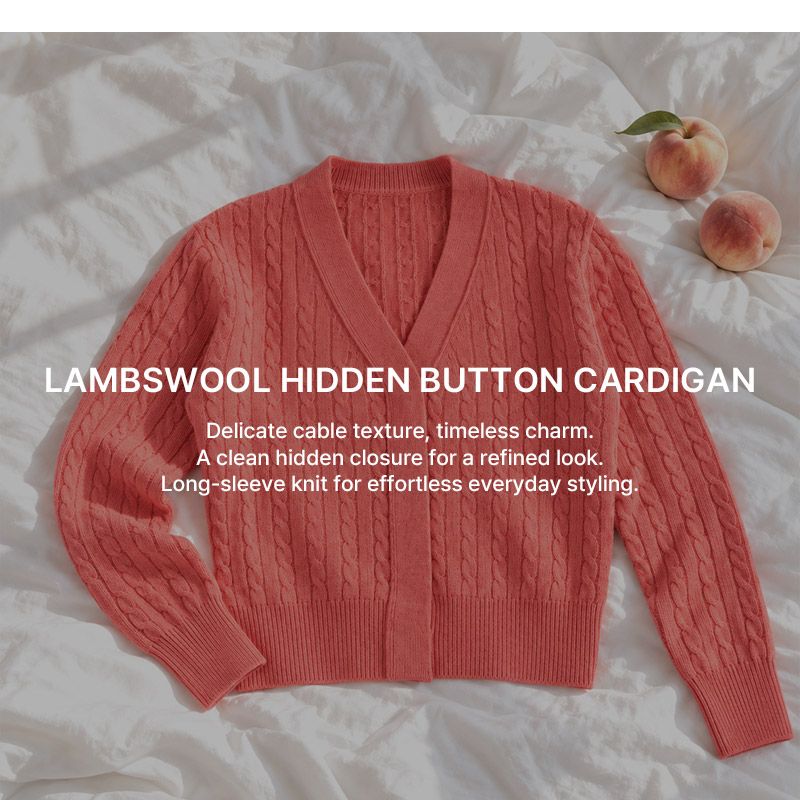 LAMBSWOOL HIDDEN BUTTON CARDIGAN
Delicate cable texture, timeless charm.
A clean hidden closure for a refined look.
Long-sleeve knit for effortless everyday styling.